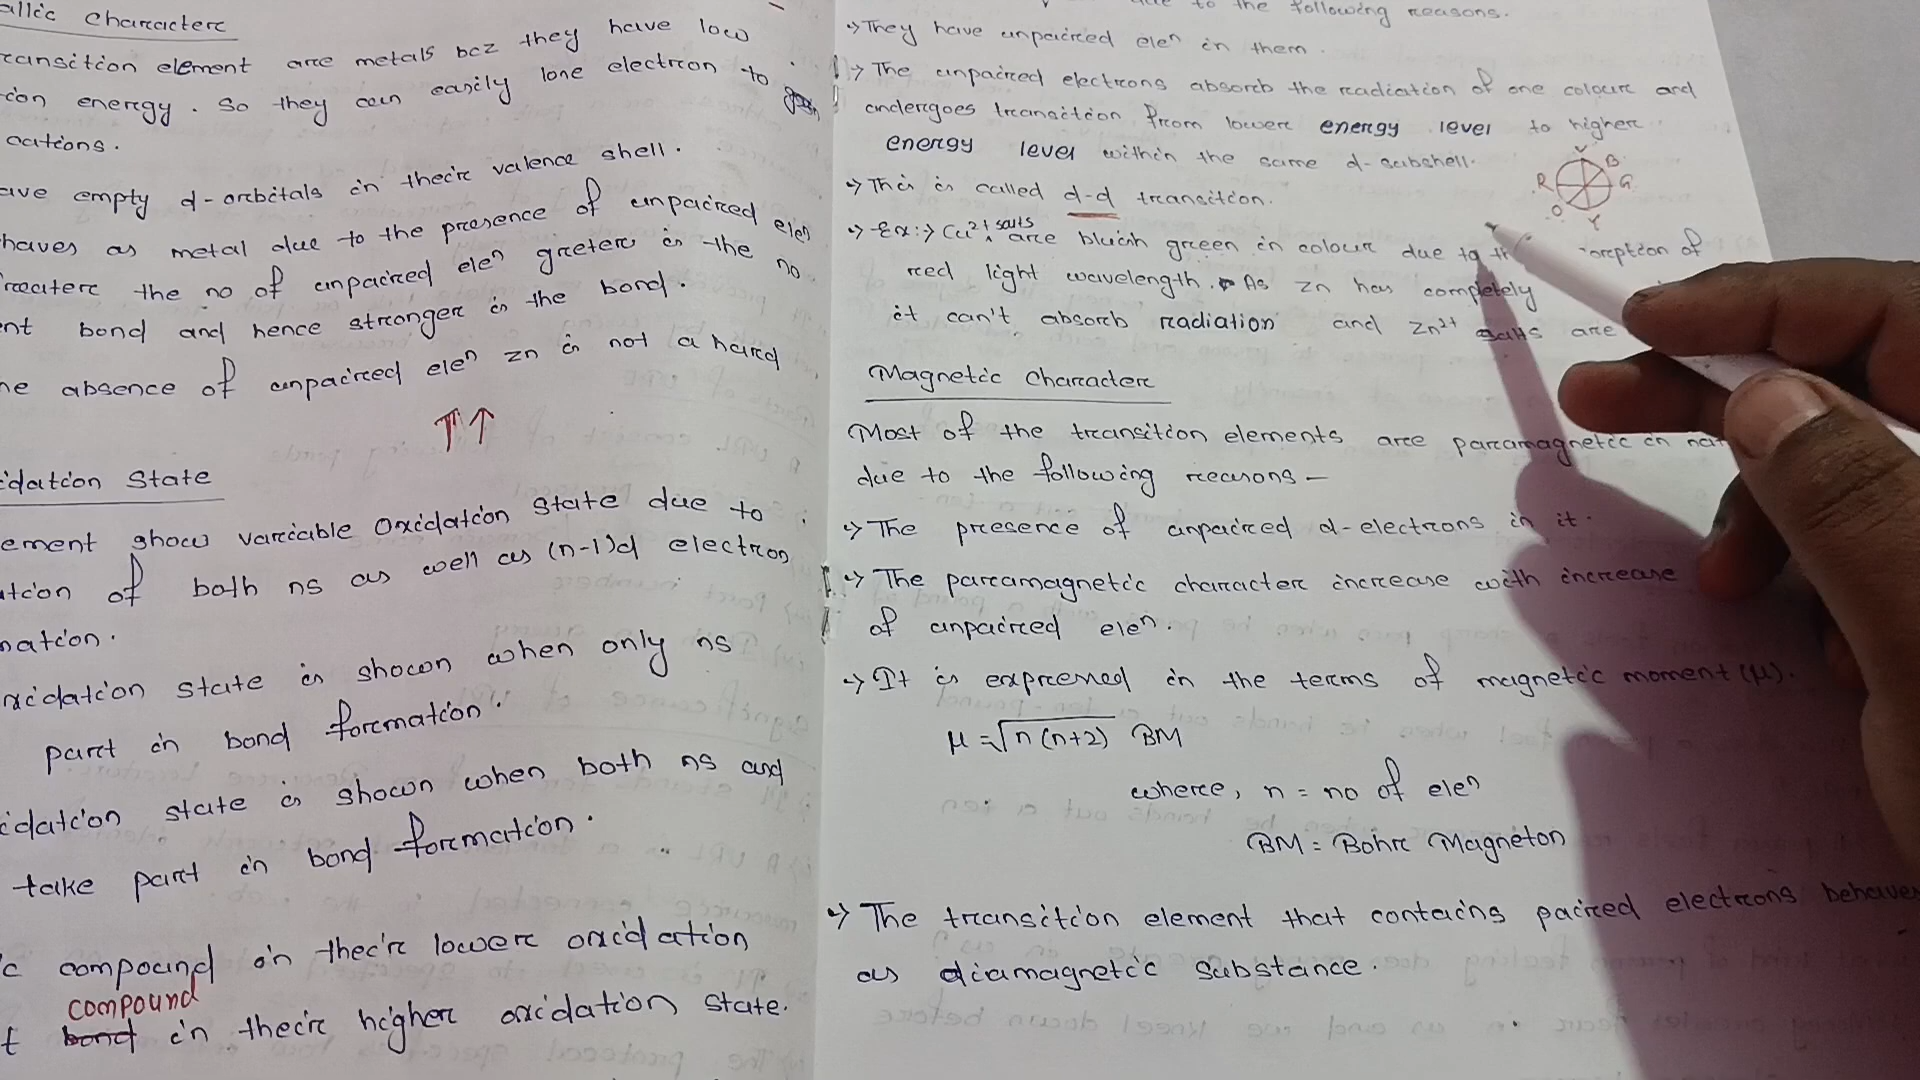 allic Character
ransition element are metals bcz they have low
ion energy. So they can easily lone electron to
cations.
ave empty d-orbitals in their valence shell.
haves as metal due to the presence of unpaired elen
reater the no of unpaired elen greter is the no
ent bond and hence stronger is the bond.
he absence of unpaired elen zn is not a hard
idation State
ement show variable oxidation state due to
ation of both ns as well as (n-1)d electron
mation.
xidation state is shown when only ns
part in bond formation.
idation state is shown when both ns and
take part in bond formation.
c compound in their lower oxidation
compound
t bond in their higher oxidation state.
to the following reasons.
→ They have unpaired eleⁿ in them.
→ The unpaired electrons absorb the radiation of one colour and
undergoes transition from lower energy level to higher
energy level within the same d-subshell.
→ This is called d-d transition.
V
B
R
G
O
Y
salts
→ Ex:→ Cu²⁺ are bluish green in colour due to th orption of
red light wavelength. As Zn has completely
it can't absorb radiation and Zn²⁺ salts are
Magnetic Character
Most of the transition elements are paramagnetic in nat
due to the following reasons –
→ The presence of unpaired d-electrons in it.
→ The paramagnetic character increase with increase
of unpaired eleⁿ.
→ It is expressed in the terms of magnetic moment (μ).
μ = √n(n+2) BM
where, n = no of eleⁿ
BM = Bohr Magneton
→ The transition element that contains paired electrons behaves
as diamagnetic substance.